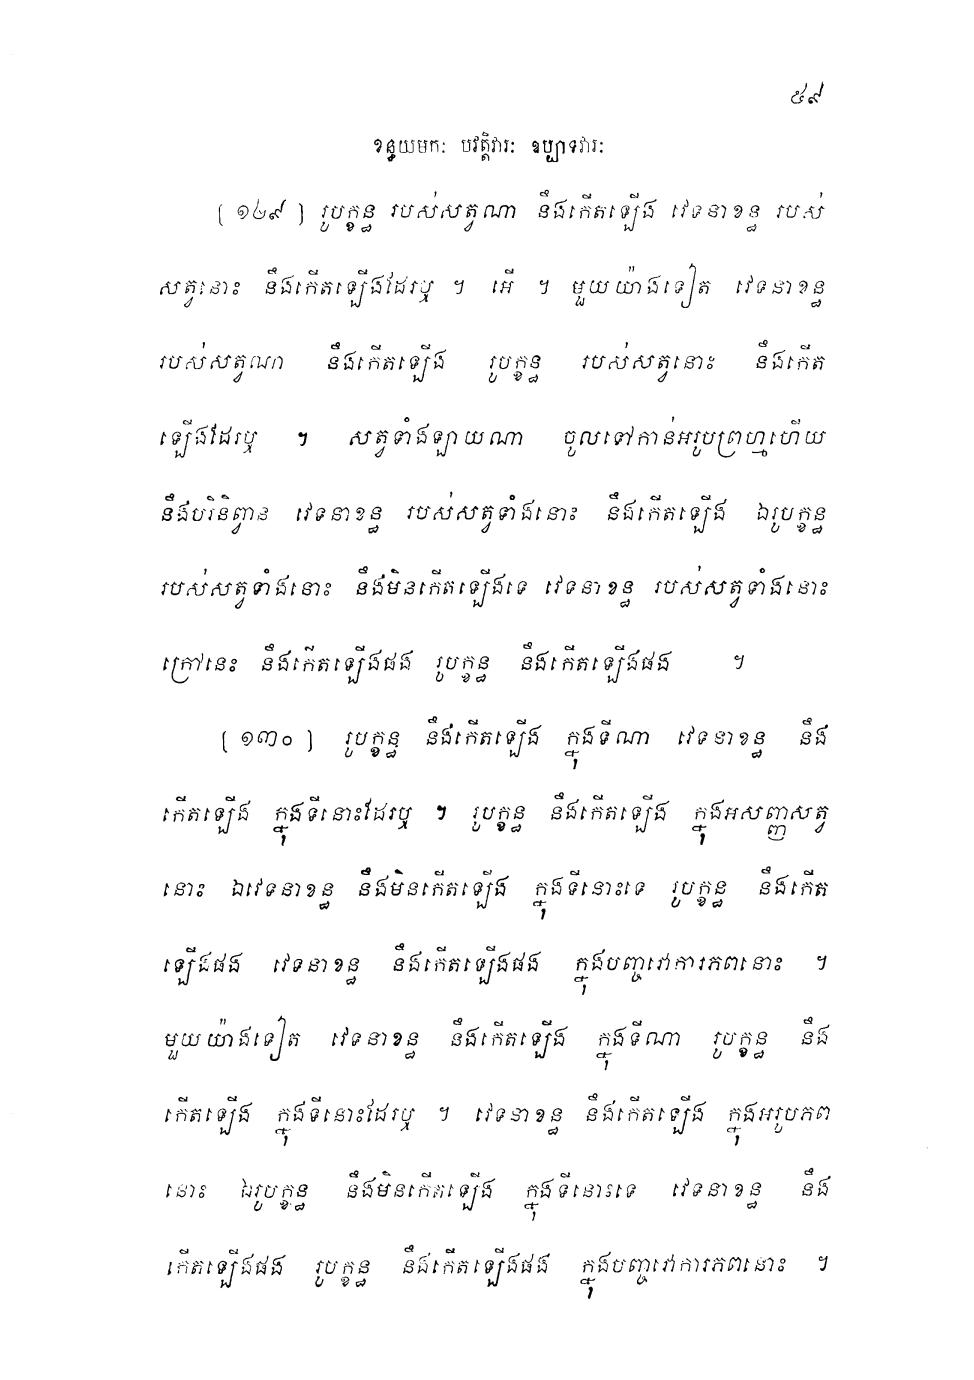 ៥៩
ខន្ធយមកៈ បវត្តិវារៈ ឧប្បាទវារៈ
(១២៩) រូបក្ខន្ធ របស់សត្វណា នឹងកើតឡើង វេទនាខន្ធ របស់
សត្វនោះ នឹងកើតឡើងដែរឬ ។ អើ ។ មួយយ៉ាងទៀត វេទនាខន្ធ
របស់សត្វណា នឹងកើតឡើង រូបក្ខន្ធ របស់សត្វនោះ នឹងកើត
ឡើងដែរឬ ។ សត្វទាំងឡាយណា ចូលទៅកាន់អរូបព្រហ្មហើយ
នឹងបរិនិព្វាន វេទនាខន្ធ របស់សត្វទាំងនោះ នឹងកើតឡើង ឯរូបក្ខន្ធ
របស់សត្វទាំងនោះ នឹងមិនកើតឡើងទេ វេទនាខន្ធ របស់សត្វទាំងនោះ
ក្រៅនេះ នឹងកើតឡើងផង រូបក្ខន្ធ នឹងកើតឡើងផង ។
(១៣០) រូបក្ខន្ធ នឹងកើតឡើង ក្នុងទីណា វេទនាខន្ធ នឹង
កើតឡើង ក្នុងទីនោះដែរឬ ។ រូបក្ខន្ធ នឹងកើតឡើង ក្នុងអសញ្ញសត្វ
នោះ ឯវេទនាខន្ធ នឹងមិនកើតឡើង ក្នុងទីនោះទេ រូបក្ខន្ធ នឹងកើត
ឡើងផង វេទនាខន្ធ នឹងកើតឡើងផង ក្នុងបញ្ចវោការភពនោះ ។
មួយយ៉ាងទៀត វេទនាខន្ធ នឹងកើតឡើង ក្នុងទីណា រូបក្ខន្ធ នឹង
កើតឡើង ក្នុងទីនោះដែរឬ ។ វេទនាខន្ធ នឹងកើតឡើង ក្នុងអរូបភព
នោះ ឯរូបក្ខន្ធ នឹងមិនកើតឡើង ក្នុងទីនោះទេ វេទនាខន្ធ នឹង
កើតឡើងផង រូបក្ខន្ធ នឹងកើតឡើងផង ក្នុងបញ្ចវោការភពនោះ ។